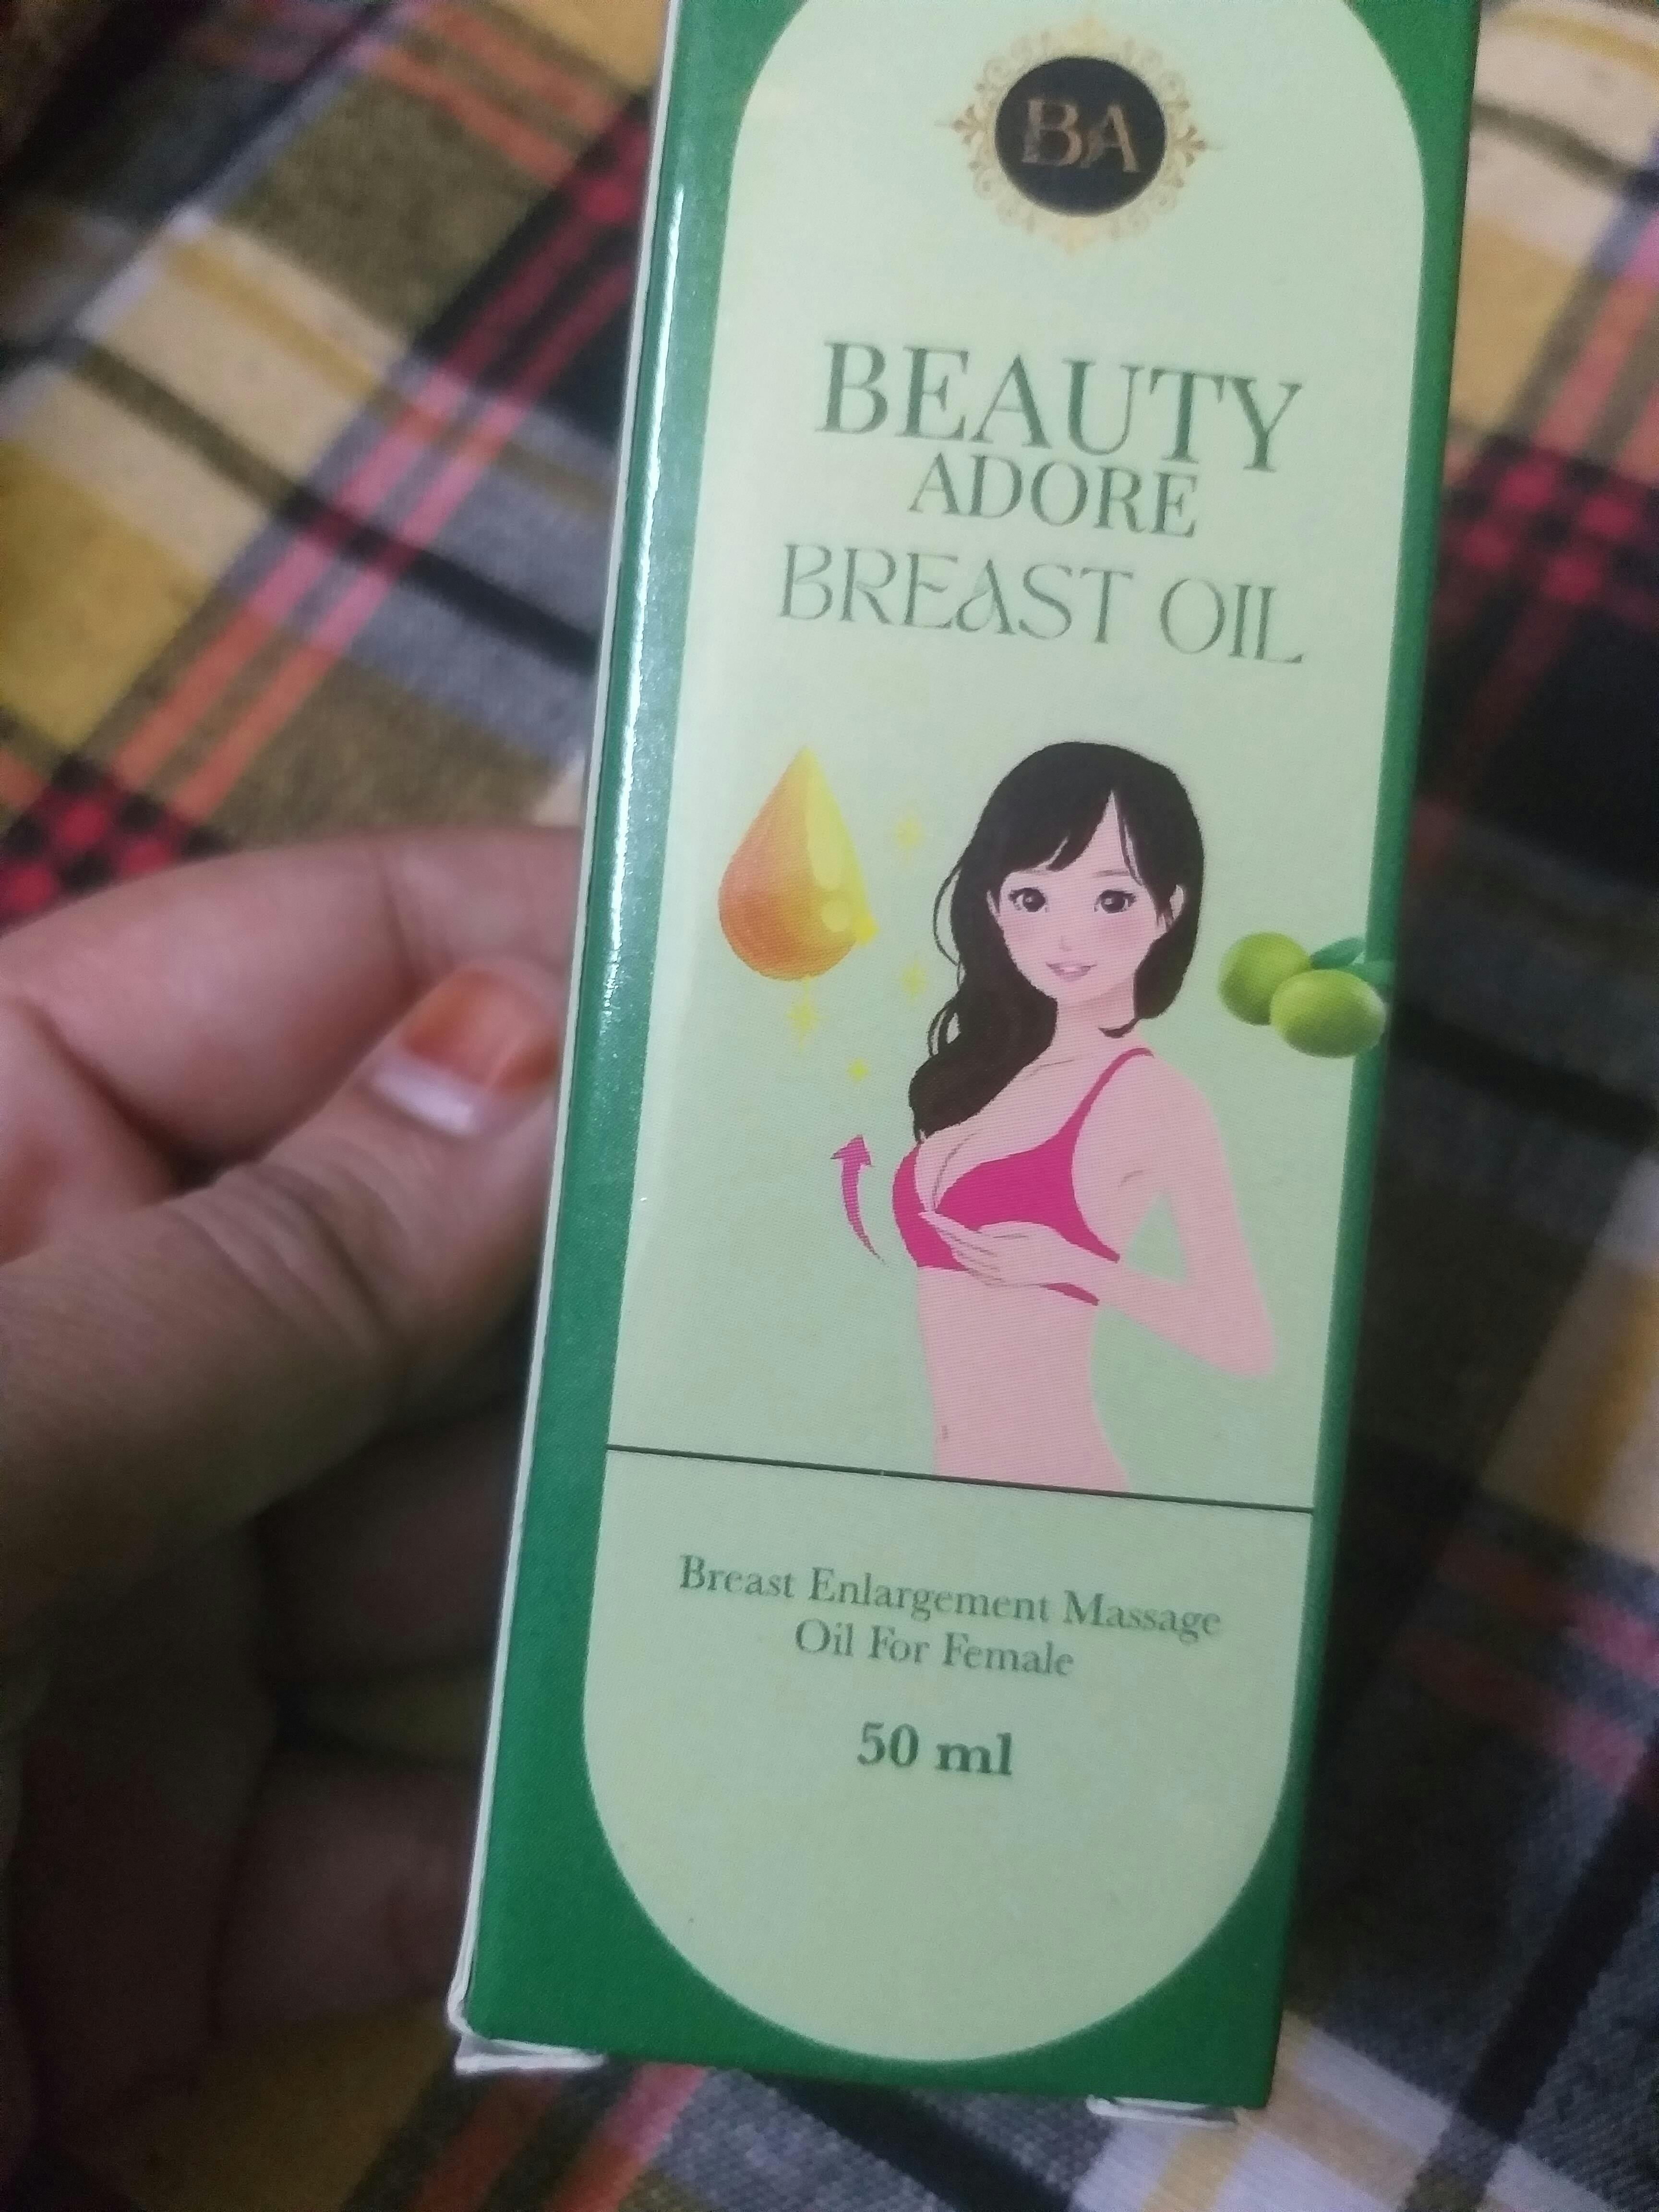 BA
BEAUTY
ADORE
BREAST OIL
Breast Enlargement Massage
Oil For Female
50 ml